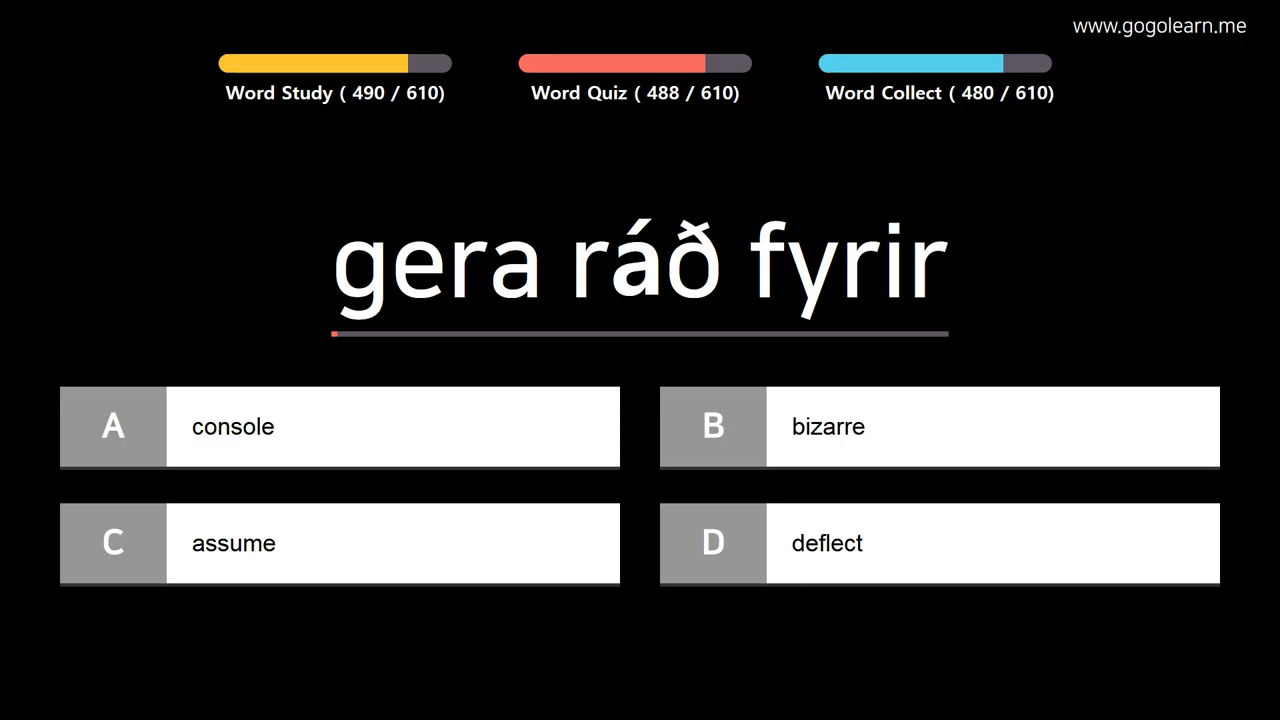 www.gogolearn.me
Word Study ( 490 / 610)
Word Quiz ( 488 / 610)
Word Collect ( 480 / 610)
gera ráð fyrir
A console
B bizarre
C assume
D deflect